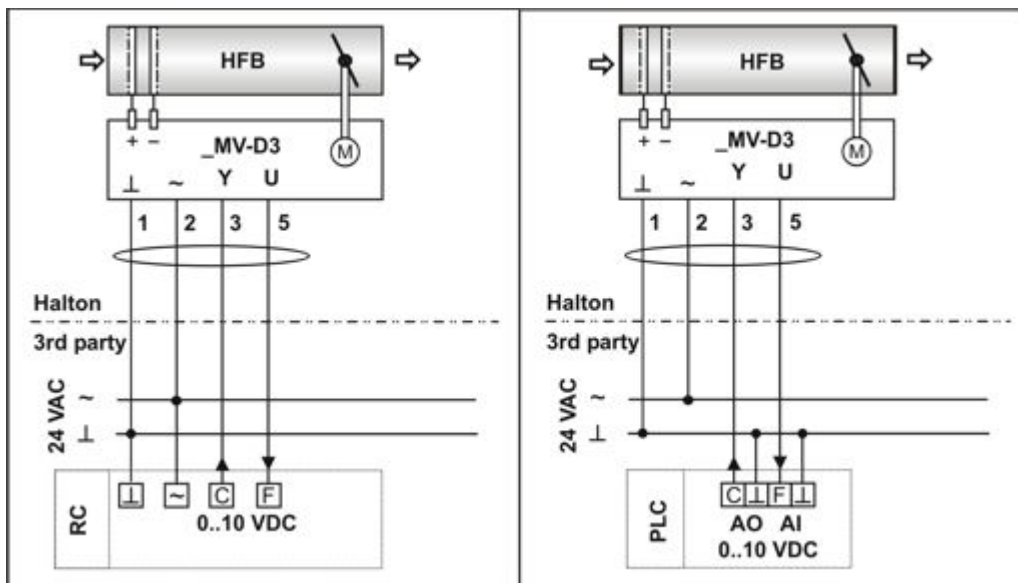 HFB
+ −
_MV-D3
M
⊥ ~ Y U
1 2 3 5
Halton
3rd party
24 VAC
~
⊥
RC
⊥ ~ C F
0..10 VDC
HFB
+ −
_MV-D3
M
⊥ ~ Y U
1 2 3 5
Halton
3rd party
24 VAC
~
⊥
PLC
C ⊥ F ⊥
AO AI
0..10 VDC